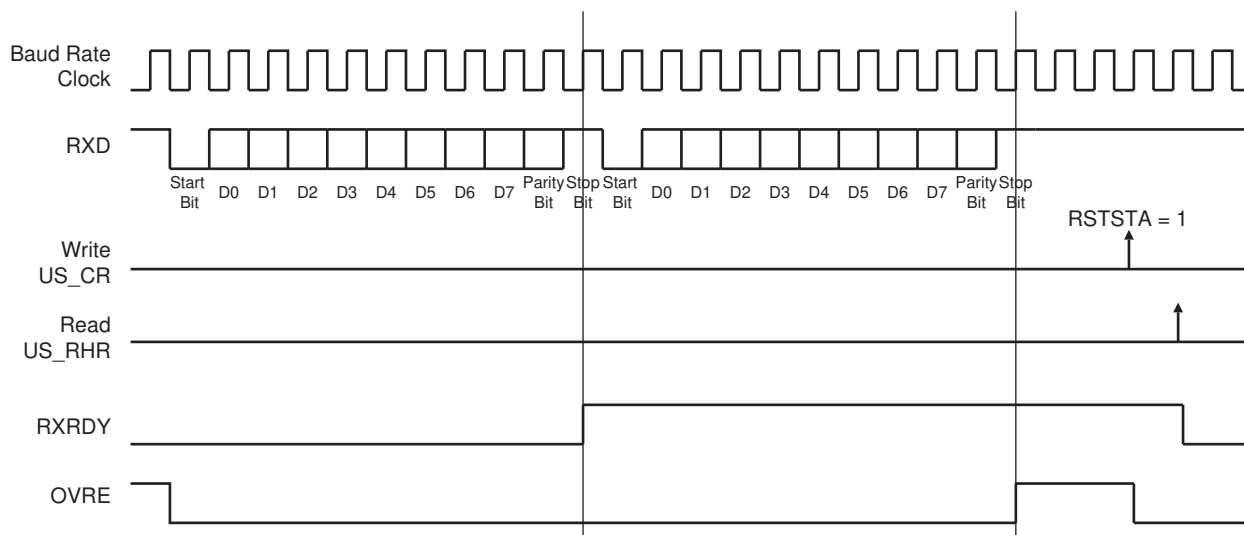 Baud Rate
Clock
RXD
Start
Bit
D0
D1
D2
D3
D4
D5
D6
D7
Parity
Bit
Stop
Bit
Start
Bit
D0
D1
D2
D3
D4
D5
D6
D7
Parity
Bit
Stop
Bit
RSTSTA = 1
Write
US_CR
Read
US_RHR
RXRDY
OVRE